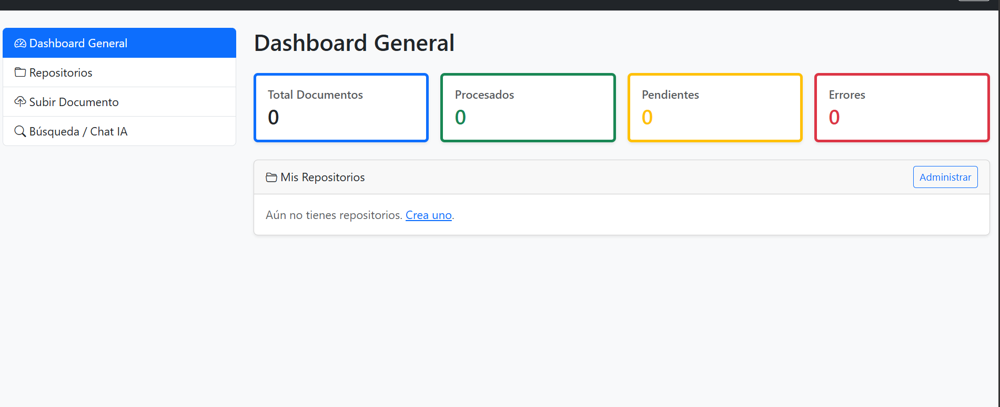 Dashboard General
Repositorios
Subir Documento
Búsqueda / Chat IA
Dashboard General
Total Documentos
0
Procesados
0
Pendientes
0
Errores
0
Mis Repositorios
Administrar
Aún no tienes repositorios. Crea uno.